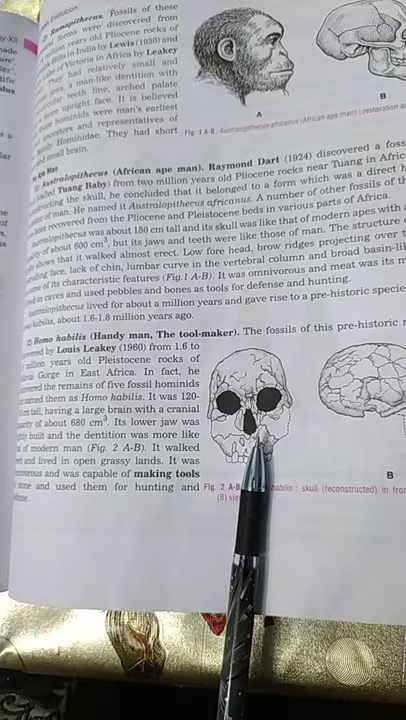 Evolution
Ramapithecus. Fossils of these
forms were discovered from
years old Pliocene rocks of
Hills in India by Lewis (1930) and
Lake of Victoria in Africa by Leakey
had relatively small and
jaws, a man-like dentition with
teeth line, arched palate
more upright face. It is believed
hominids were man's earliest
ancestors and representatives of
family Hominidae. They had short
and small brain.
A
B
Fig. 1 A-B. Australopithecus africanus (African ape man) : restoration
Ape Man
Australopithecus (African ape man). Raymond Dart (1924) discovered a
(called Tuang Baby) from two million years old Pliocene rocks near Tuang in
the skull, he concluded that it belonged to a form which was a direct
of man. He named it Australopithecus africanus. A number of other fossils of
later recovered from the Pliocene and Pleistocene beds in various parts of Africa.
Australopithecus was about 150 cm tall and its skull was like that of modern apes with
of about 600 cm³, but its jaws and teeth were like those of man. The structure
shows that it walked almost erect. Low fore head, brow ridges projecting over
face, lack of chin, lumbar curve in the vertebral column and broad
some of its characteristic features (Fig. 1 A-B). It was omnivorous and meat was its
in caves and used pebbles and bones as tools for defense and hunting.
Australopithecus lived for about a million years and gave rise to a pre-historic
habilis, about 1.6-1.8 million years ago.
Homo habilis (Handy man, The tool-maker). The fossils of this pre-historic
by Louis Leakey (1960) from 1.6 to
million years old Pleistocene rocks of
Gorge in East Africa. In fact, he
the remains of five fossil hominids
named them as Homo habilis. It was 120-
tall, having a large brain with a cranial
of about 680 cm³. Its lower jaw was
built and the dentition was more like
of modern man (Fig. 2 A-B). It walked
and lived in open grassy lands. It was
and was capable of making tools
stone and used them for hunting and
B
Fig. 2 A-B habilis : skull (reconstructed) in
(B)